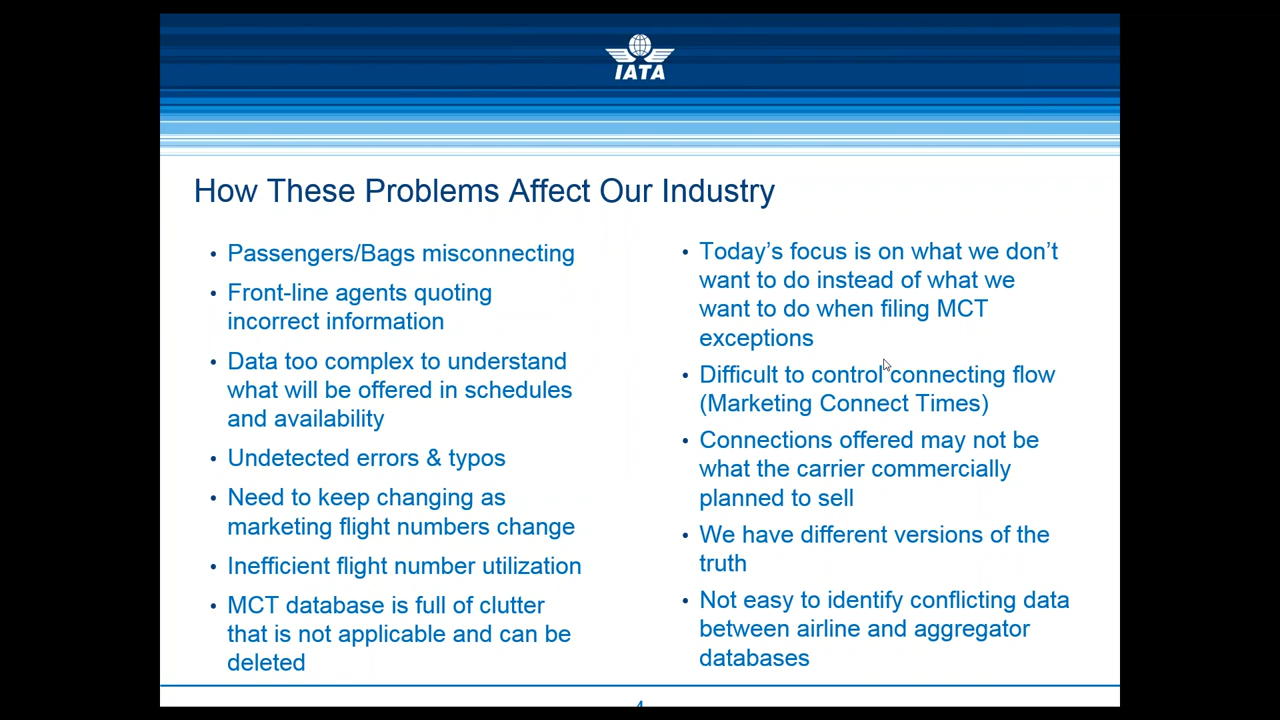 IATA
How These Problems Affect Our Industry
• Passengers/Bags misconnecting
• Front-line agents quoting
incorrect information
• Data too complex to understand
what will be offered in schedules
and availability
• Undetected errors & typos
• Need to keep changing as
marketing flight numbers change
• Inefficient flight number utilization
• MCT database is full of clutter
that is not applicable and can be
deleted
• Today’s focus is on what we don’t
want to do instead of what we
want to do when filing MCT
exceptions
• Difficult to control connecting flow
(Marketing Connect Times)
• Connections offered may not be
what the carrier commercially
planned to sell
• We have different versions of the
truth
• Not easy to identify conflicting data
between airline and aggregator
databases